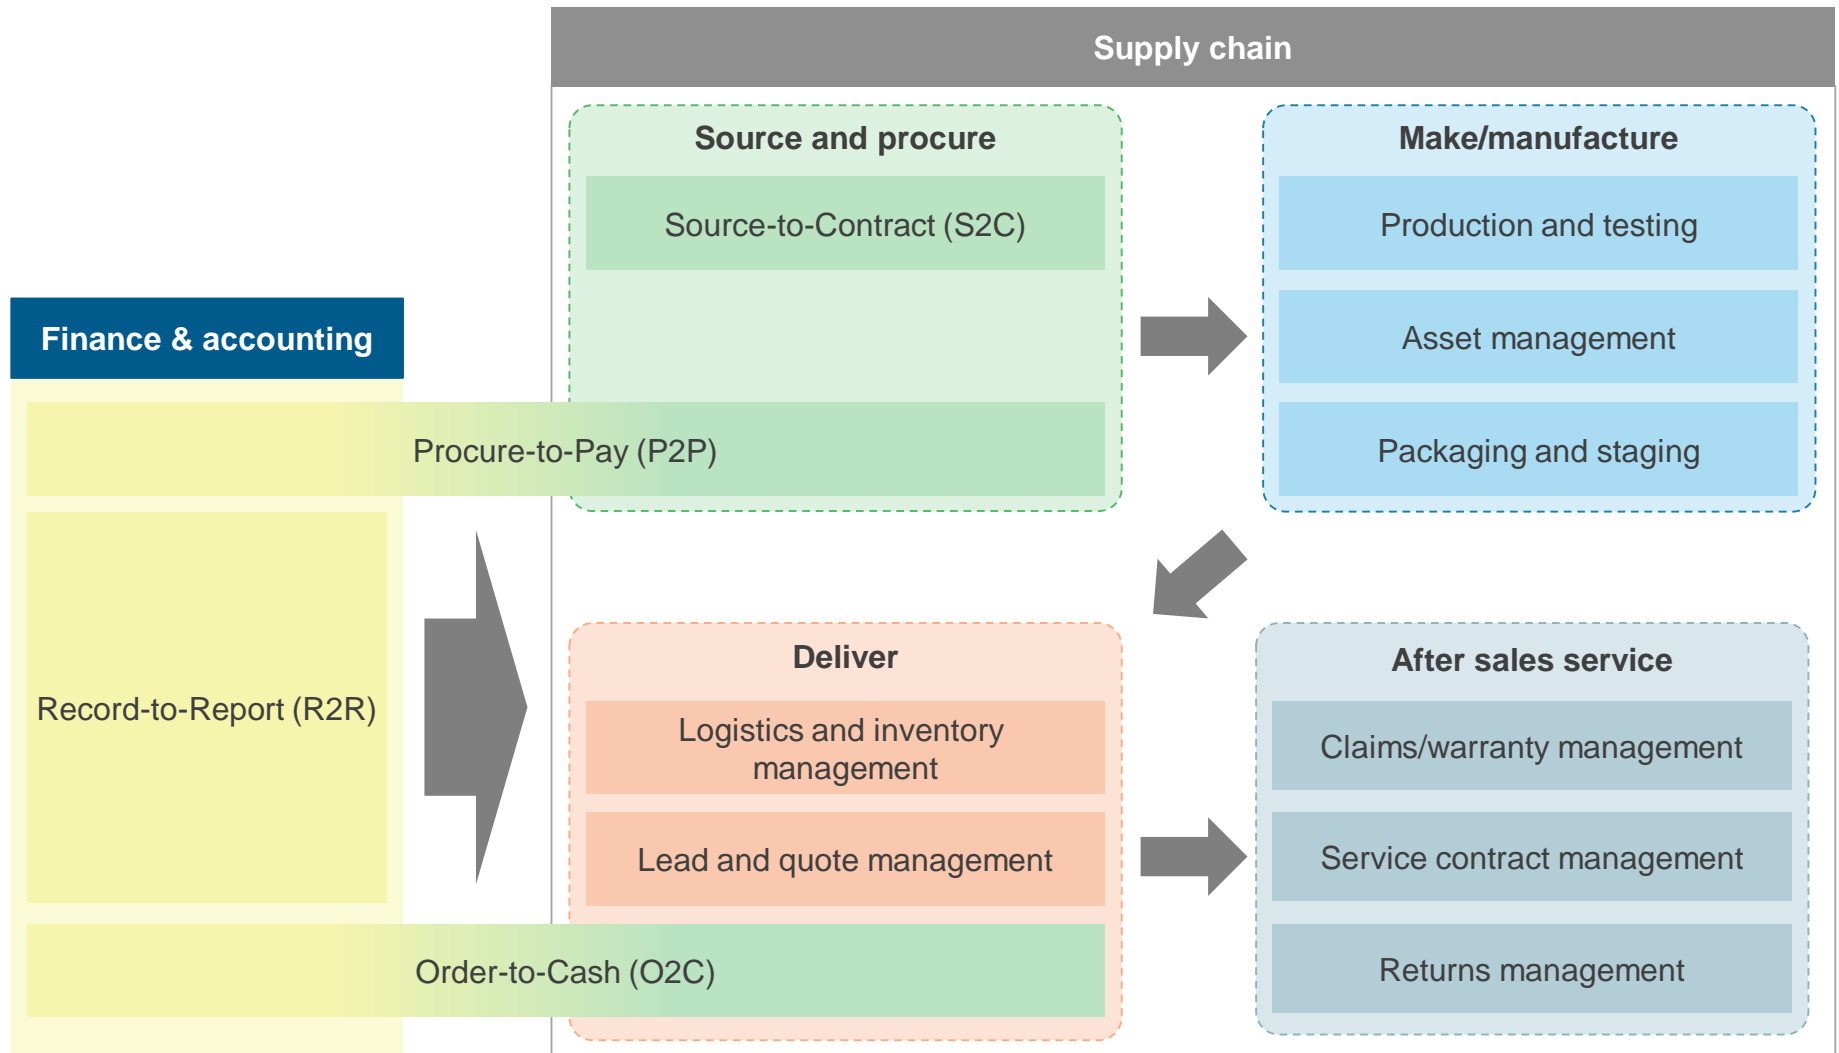 Supply chain
Source and procure
Source-to-Contract (S2C)
Make/manufacture
Production and testing
Asset management
Packaging and staging
Finance & accounting
Procure-to-Pay (P2P)
Record-to-Report (R2R)
Order-to-Cash (O2C)
Deliver
Logistics and inventory
management
Lead and quote management
After sales service
Claims/warranty management
Service contract management
Returns management